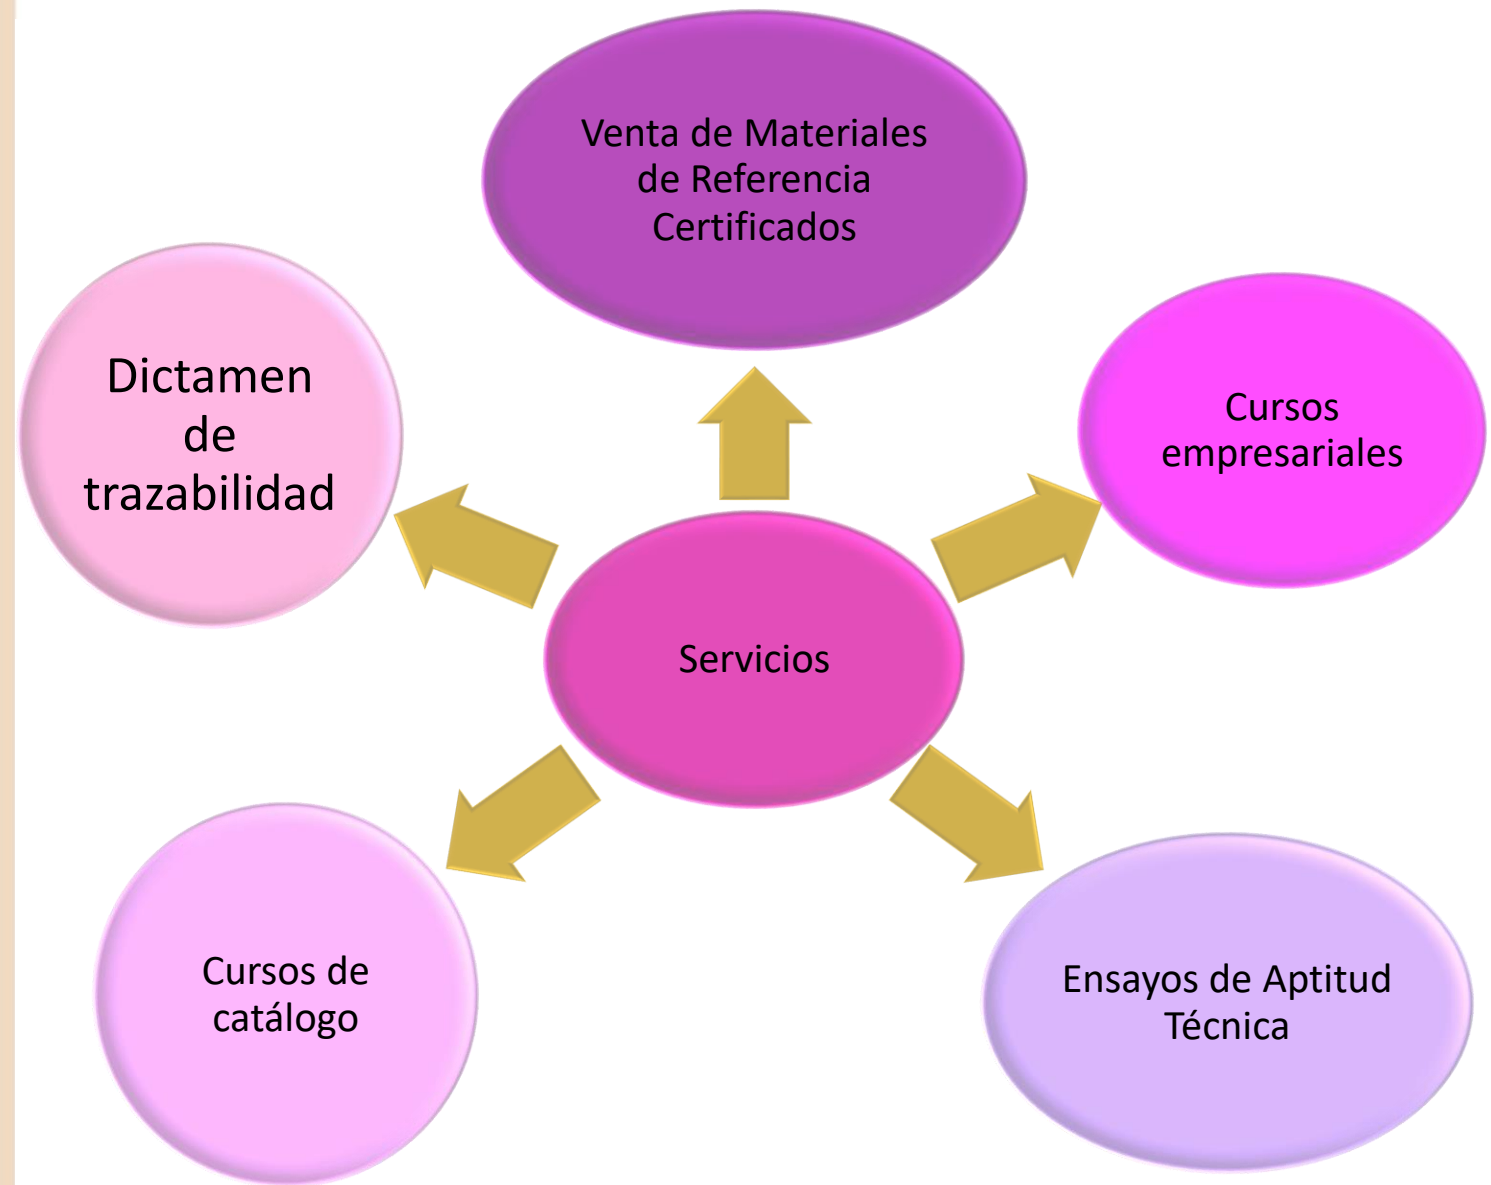 Venta de Materiales
de Referencia
Certificados
Dictamen
de
trazabilidad
Cursos
empresariales
Servicios
Cursos de
catálogo
Ensayos de Aptitud
Técnica